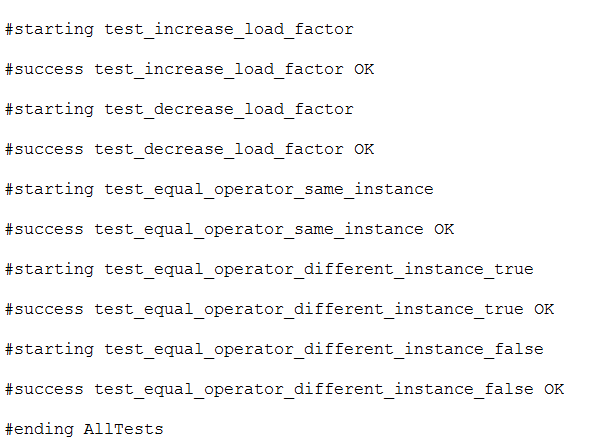 #starting test_increase_load_factor
#success test_increase_load_factor OK
#starting test_decrease_load_factor
#success test_decrease_load_factor OK
#starting test_equal_operator_same_instance
#success test_equal_operator_same_instance OK
#starting test_equal_operator_different_instance_true
#success test_equal_operator_different_instance_true OK
#starting test_equal_operator_different_instance_false
#success test_equal_operator_different_instance_false OK
#ending AllTests